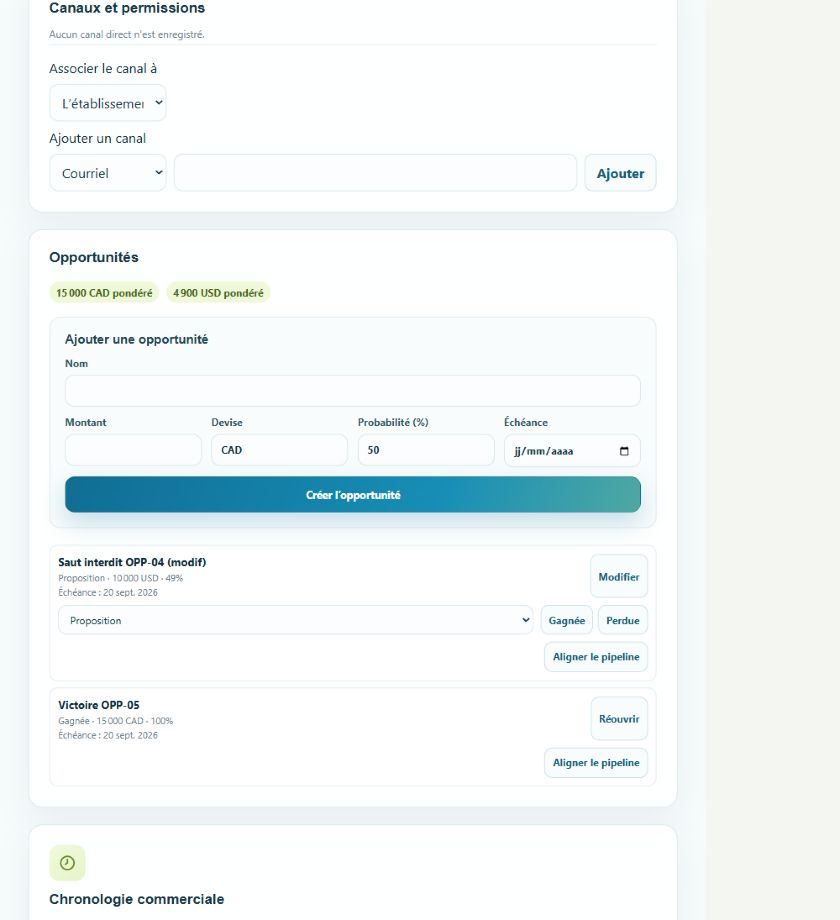 Canaux et permissions
Aucun canal direct n'est enregistré.
Associer le canal à
L'établissemen
Ajouter un canal
Courriel
Ajouter
Opportunités
15 000 CAD pondéré 4 900 USD pondéré
Ajouter une opportunité
Nom
Montant Devise Probabilité (%) Échéance
CAD 50 jj/mm/aaaa
Créer l'opportunité
Saut interdit OPP-04 (modif)
Proposition · 10 000 USD · 49%
Échéance : 20 sept. 2026
Modifier
Proposition
Gagnée Perdue
Aligner le pipeline
Victoire OPP-05
Gagnée · 15 000 CAD · 100%
Échéance : 20 sept. 2026
Réouvrir
Aligner le pipeline
Chronologie commerciale